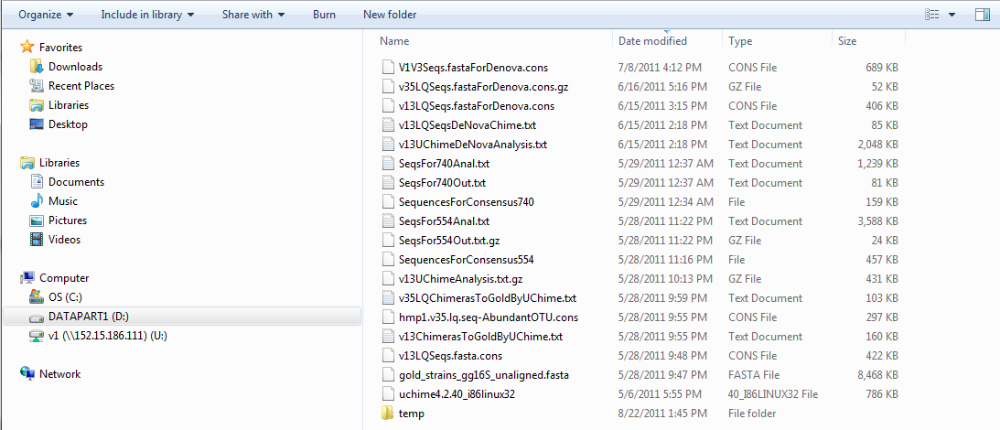 Organize Include in library Share with Burn New folder
Favorites
Downloads
Recent Places
Libraries
Desktop
Libraries
Documents
Music
Pictures
Videos
Computer
OS (C:)
DATAPART1 (D:)
v1 (\\152.15.186.111) (U:)
Network
Name Date modified Type Size
V1V3Seqs.fastaForDenova.cons 7/8/2011 4:12 PM CONS File 689 KB
v35LQSeqs.fastaForDenova.cons.gz 6/16/2011 5:16 PM GZ File 52 KB
v13LQSeqs.fastaForDenova.cons 6/15/2011 3:15 PM CONS File 406 KB
v13LQSeqsDeNovaChime.txt 6/15/2011 2:18 PM Text Document 85 KB
v13UChimeDeNovaAnalysis.txt 6/15/2011 2:18 PM Text Document 2,048 KB
SeqsFor740Anal.txt 5/29/2011 12:37 AM Text Document 1,239 KB
SeqsFor740Out.txt 5/29/2011 12:37 AM Text Document 81 KB
SequencesForConsensus740 5/29/2011 12:34 AM File 159 KB
SeqsFor554Anal.txt 5/28/2011 11:22 PM Text Document 3,588 KB
SeqsFor554Out.txt.gz 5/28/2011 11:22 PM GZ File 24 KB
SequencesForConsensus554 5/28/2011 11:16 PM File 457 KB
v13UChimeAnalysis.txt.gz 5/28/2011 10:13 PM GZ File 431 KB
v35LQChimerasToGoldByUChime.txt 5/28/2011 9:59 PM Text Document 103 KB
hmp1.v35.lq.seq-AbundantOTU.cons 5/28/2011 9:55 PM CONS File 297 KB
v13ChimerasToGoldByUChime.txt 5/28/2011 9:55 PM Text Document 160 KB
v13LQSeqs.fasta.cons 5/28/2011 9:48 PM CONS File 422 KB
gold_strains_gg16S_unaligned.fasta 5/28/2011 9:47 PM FASTA File 8,468 KB
uchime4.2.40_i86linux32 5/6/2011 5:55 PM 40_I86LINUX32 File 786 KB
temp 8/22/2011 1:45 PM File folder